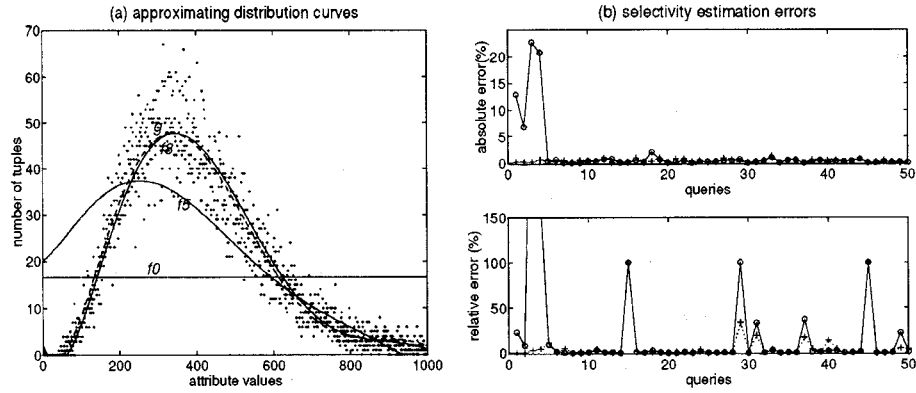 (a) approximating distribution curves
number of tuples
70
60
50
40
30
20
10
0
g
f8
f5
f0
0 200 400 600 800 1000
attribute values
(b) selectivity estimation errors
absolute error(%)
20
15
10
5
0
0 10 20 30 40 50
queries
relative error (%)
150
100
50
0
0 10 20 30 40 50
queries